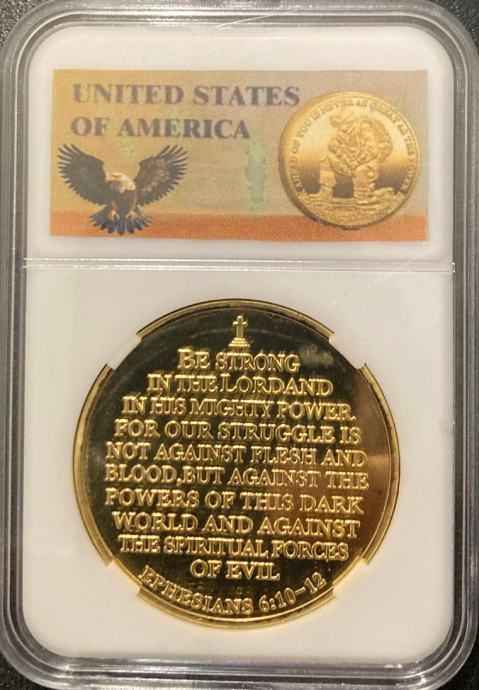 UNITED STATES
OF AMERICA
BE STRONG
IN THE LORDAND
IN HIS MIGHTY POWER.
FOR OUR STRUGGLE IS
NOT AGAINST FLESH AND
BLOOD,BUT AGAINST THE
POWERS OF THIS DARK
WORLD AND AGAINST
THE SPIRITUAL FORCES
OF EVIL
EPHESIANS 6:10-12